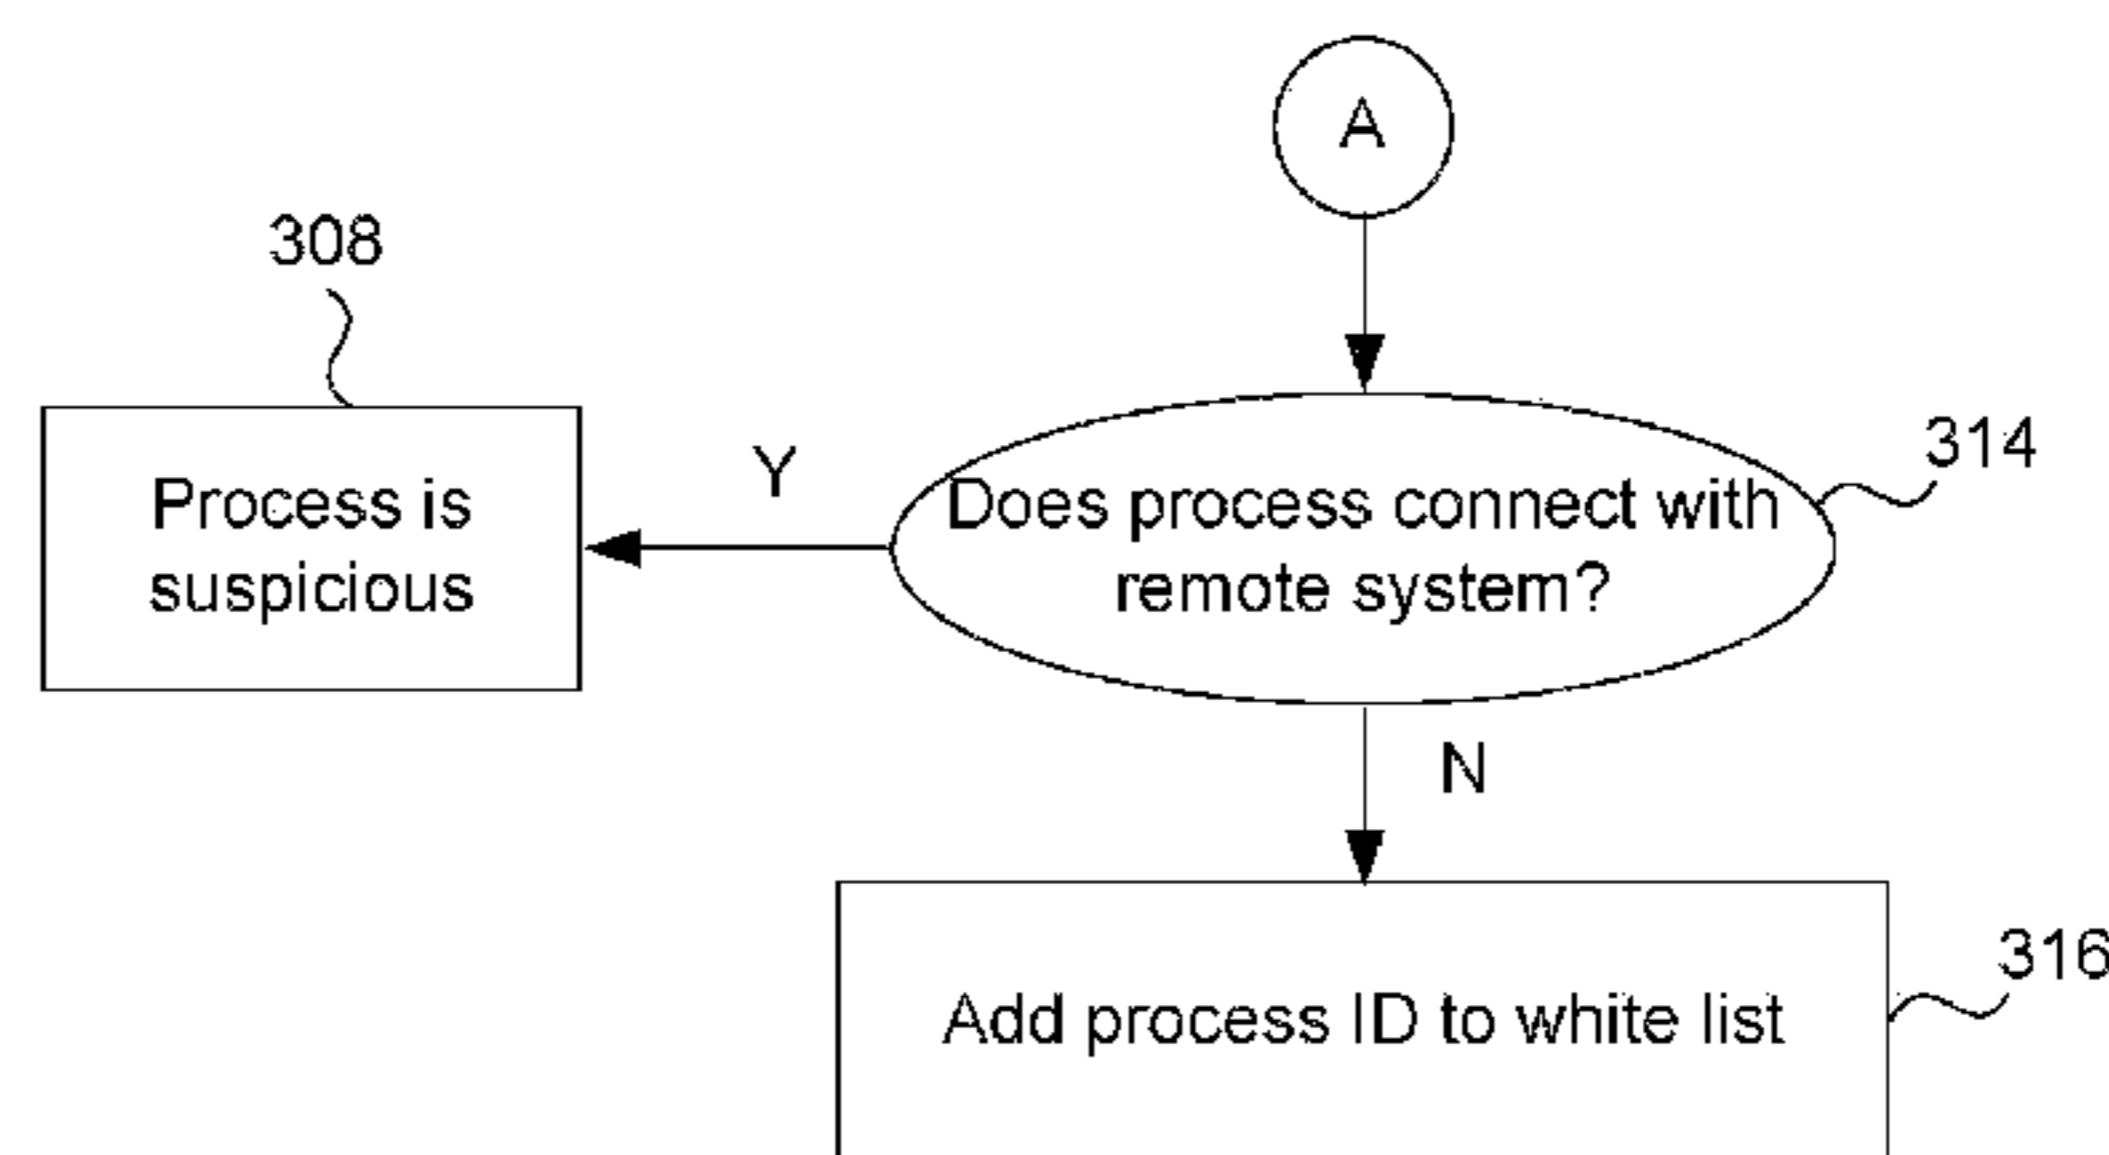 A
308
314
Y
Process is
suspicious
Does process connect with
remote system?
N
316
Add process ID to white list